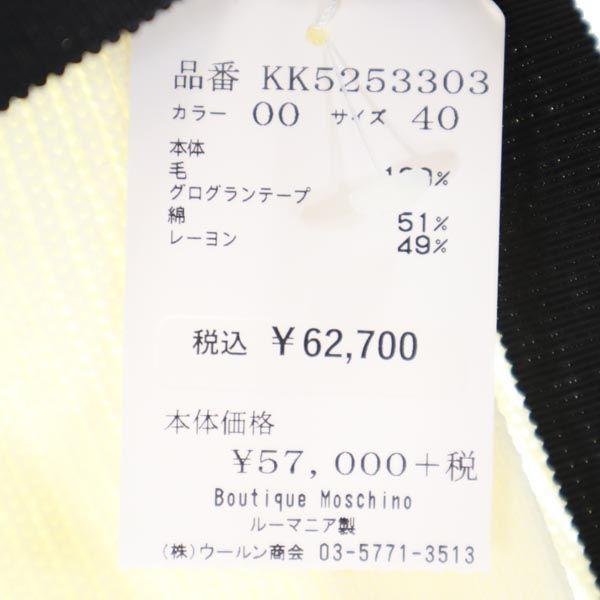 品番 KK5253303
カラー 00 サイズ 40
本体
毛 100%
グログランテープ
綿 51%
レーヨン 49%
税込 ¥62,700
本体価格
¥57,000+税
Boutique Moschino
ルーマニア製
(株)ウールン商会 03-5771-3513